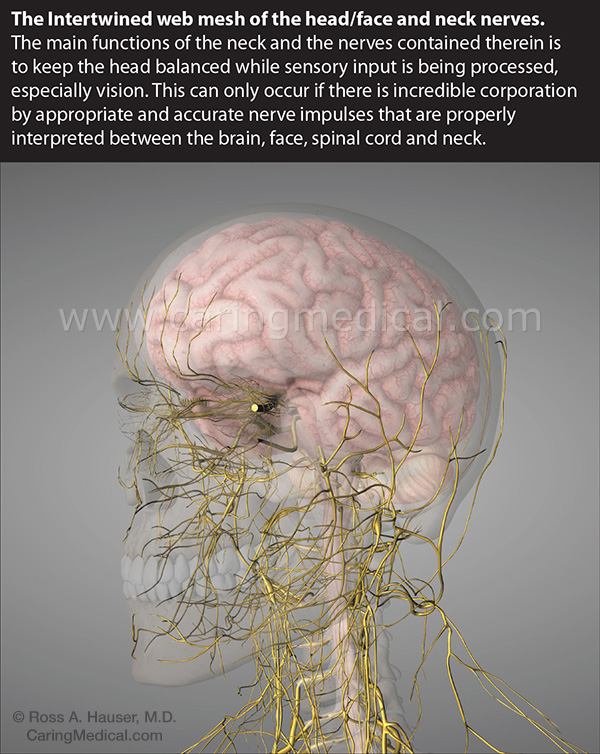 The Intertwined web mesh of the head/face and neck nerves.
The main functions of the neck and the nerves contained therein is
to keep the head balanced while sensory input is being processed,
especially vision. This can only occur if there is incredible corporation
by appropriate and accurate nerve impulses that are properly
interpreted between the brain, face, spinal cord and neck.
www.caringmedical.com
© Ross A. Hauser, M.D.
CaringMedical.com